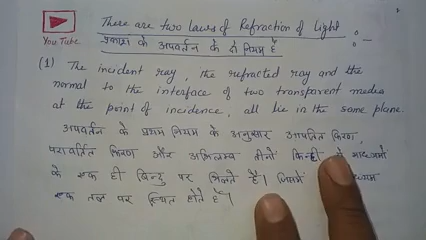 There are two laws of Refraction of Light :-
You Tube
प्रकाश के अपवर्तन के दो नियम हैं
(1) The incident ray, the refracted ray and the
normal to the interface of two transparent media
at the point of incidence, all lie in the same plane.
अपवर्तन के प्रथम नियम के अनुसार आपतित किरण,
परावर्तित किरण और अभिलम्ब तीनों किन्ही
के एक ही बिन्दु पर मिलते हैं। जिसमें
एक तल पर स्थित होते हैं।